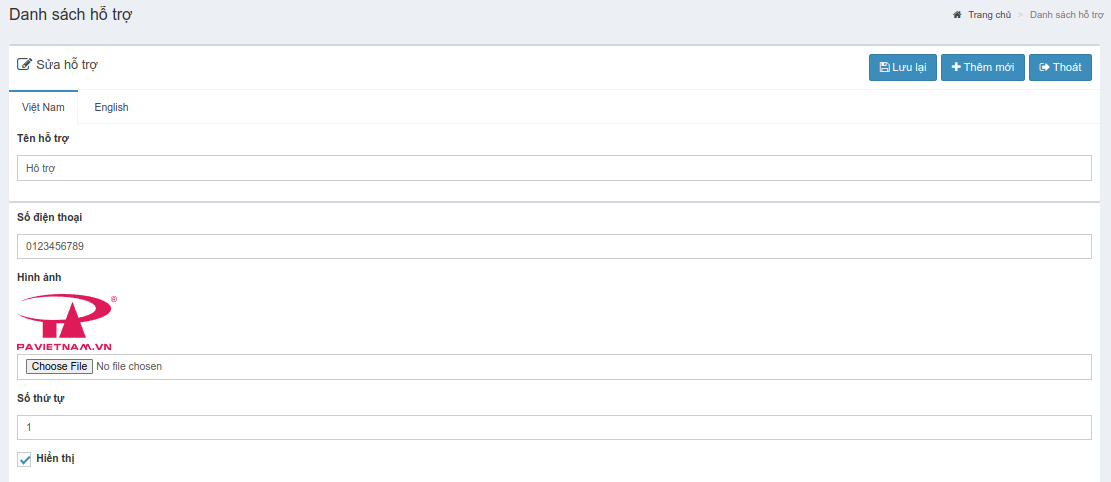 Danh sách hỗ trợ
Trang chủ > Danh sách hỗ trợ
Sửa hỗ trợ
Lưu lại
Thêm mới
Thoát
Việt Nam
English
Tên hỗ trợ
Hô trợ
Số điện thoại
0123456789
Hình ảnh
®
PAVIETNAM.VN
Choose File No file chosen
Số thứ tự
1
Hiển thị